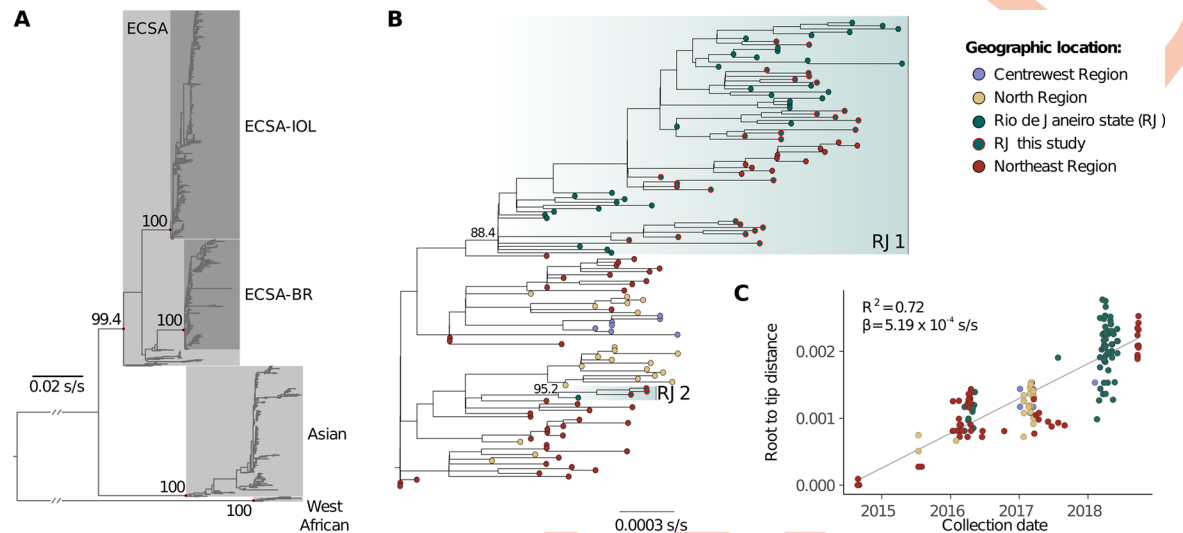 A
ECSA
ECSA-IOL
100
ECSA-BR
99.4
100
0.02 s/s
Asian
100
West
African
100
B
88.4
RJ 1
95.2
RJ 2
0.0003 s/s
Geographic location:
Centrewest Region
North Region
Rio de Janeiro state (RJ)
RJ this study
Northeast Region
C
R²=0.72
β=5.19 x 10⁻⁴ s/s
Root to tip distance
0.002
0.001
0.000
2015 2016 2017 2018
Collection date